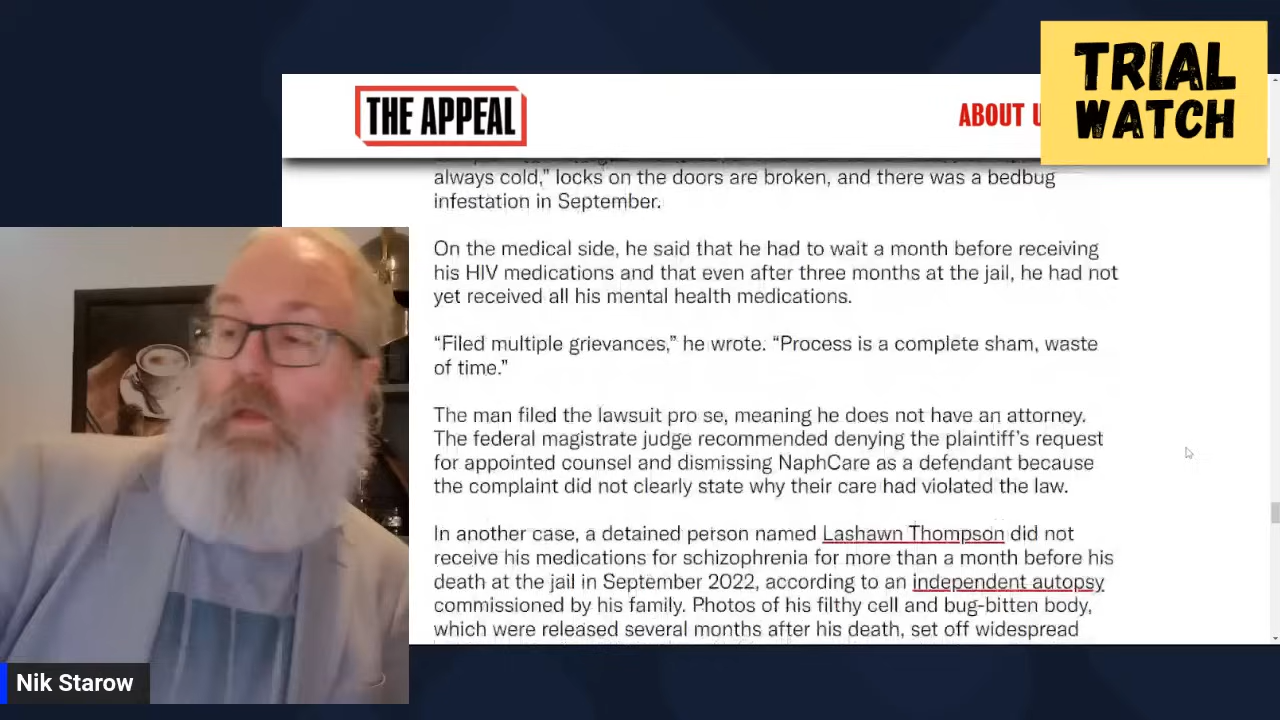 TRIAL
WATCH
THE APPEAL
ABOUT U
always cold,” locks on the doors are broken, and there was a bedbug
infestation in September.
On the medical side, he said that he had to wait a month before receiving
his HIV medications and that even after three months at the jail, he had not
yet received all his mental health medications.
“Filed multiple grievances,” he wrote. “Process is a complete sham, waste
of time.”
The man filed the lawsuit pro se, meaning he does not have an attorney.
The federal magistrate judge recommended denying the plaintiff’s request
for appointed counsel and dismissing NaphCare as a defendant because
the complaint did not clearly state why their care had violated the law.
In another case, a detained person named Lashawn Thompson did not
receive his medications for schizophrenia for more than a month before his
death at the jail in September 2022, according to an independent autopsy
commissioned by his family. Photos of his filthy cell and bug-bitten body,
which were released several months after his death, set off widespread
Nik Starow